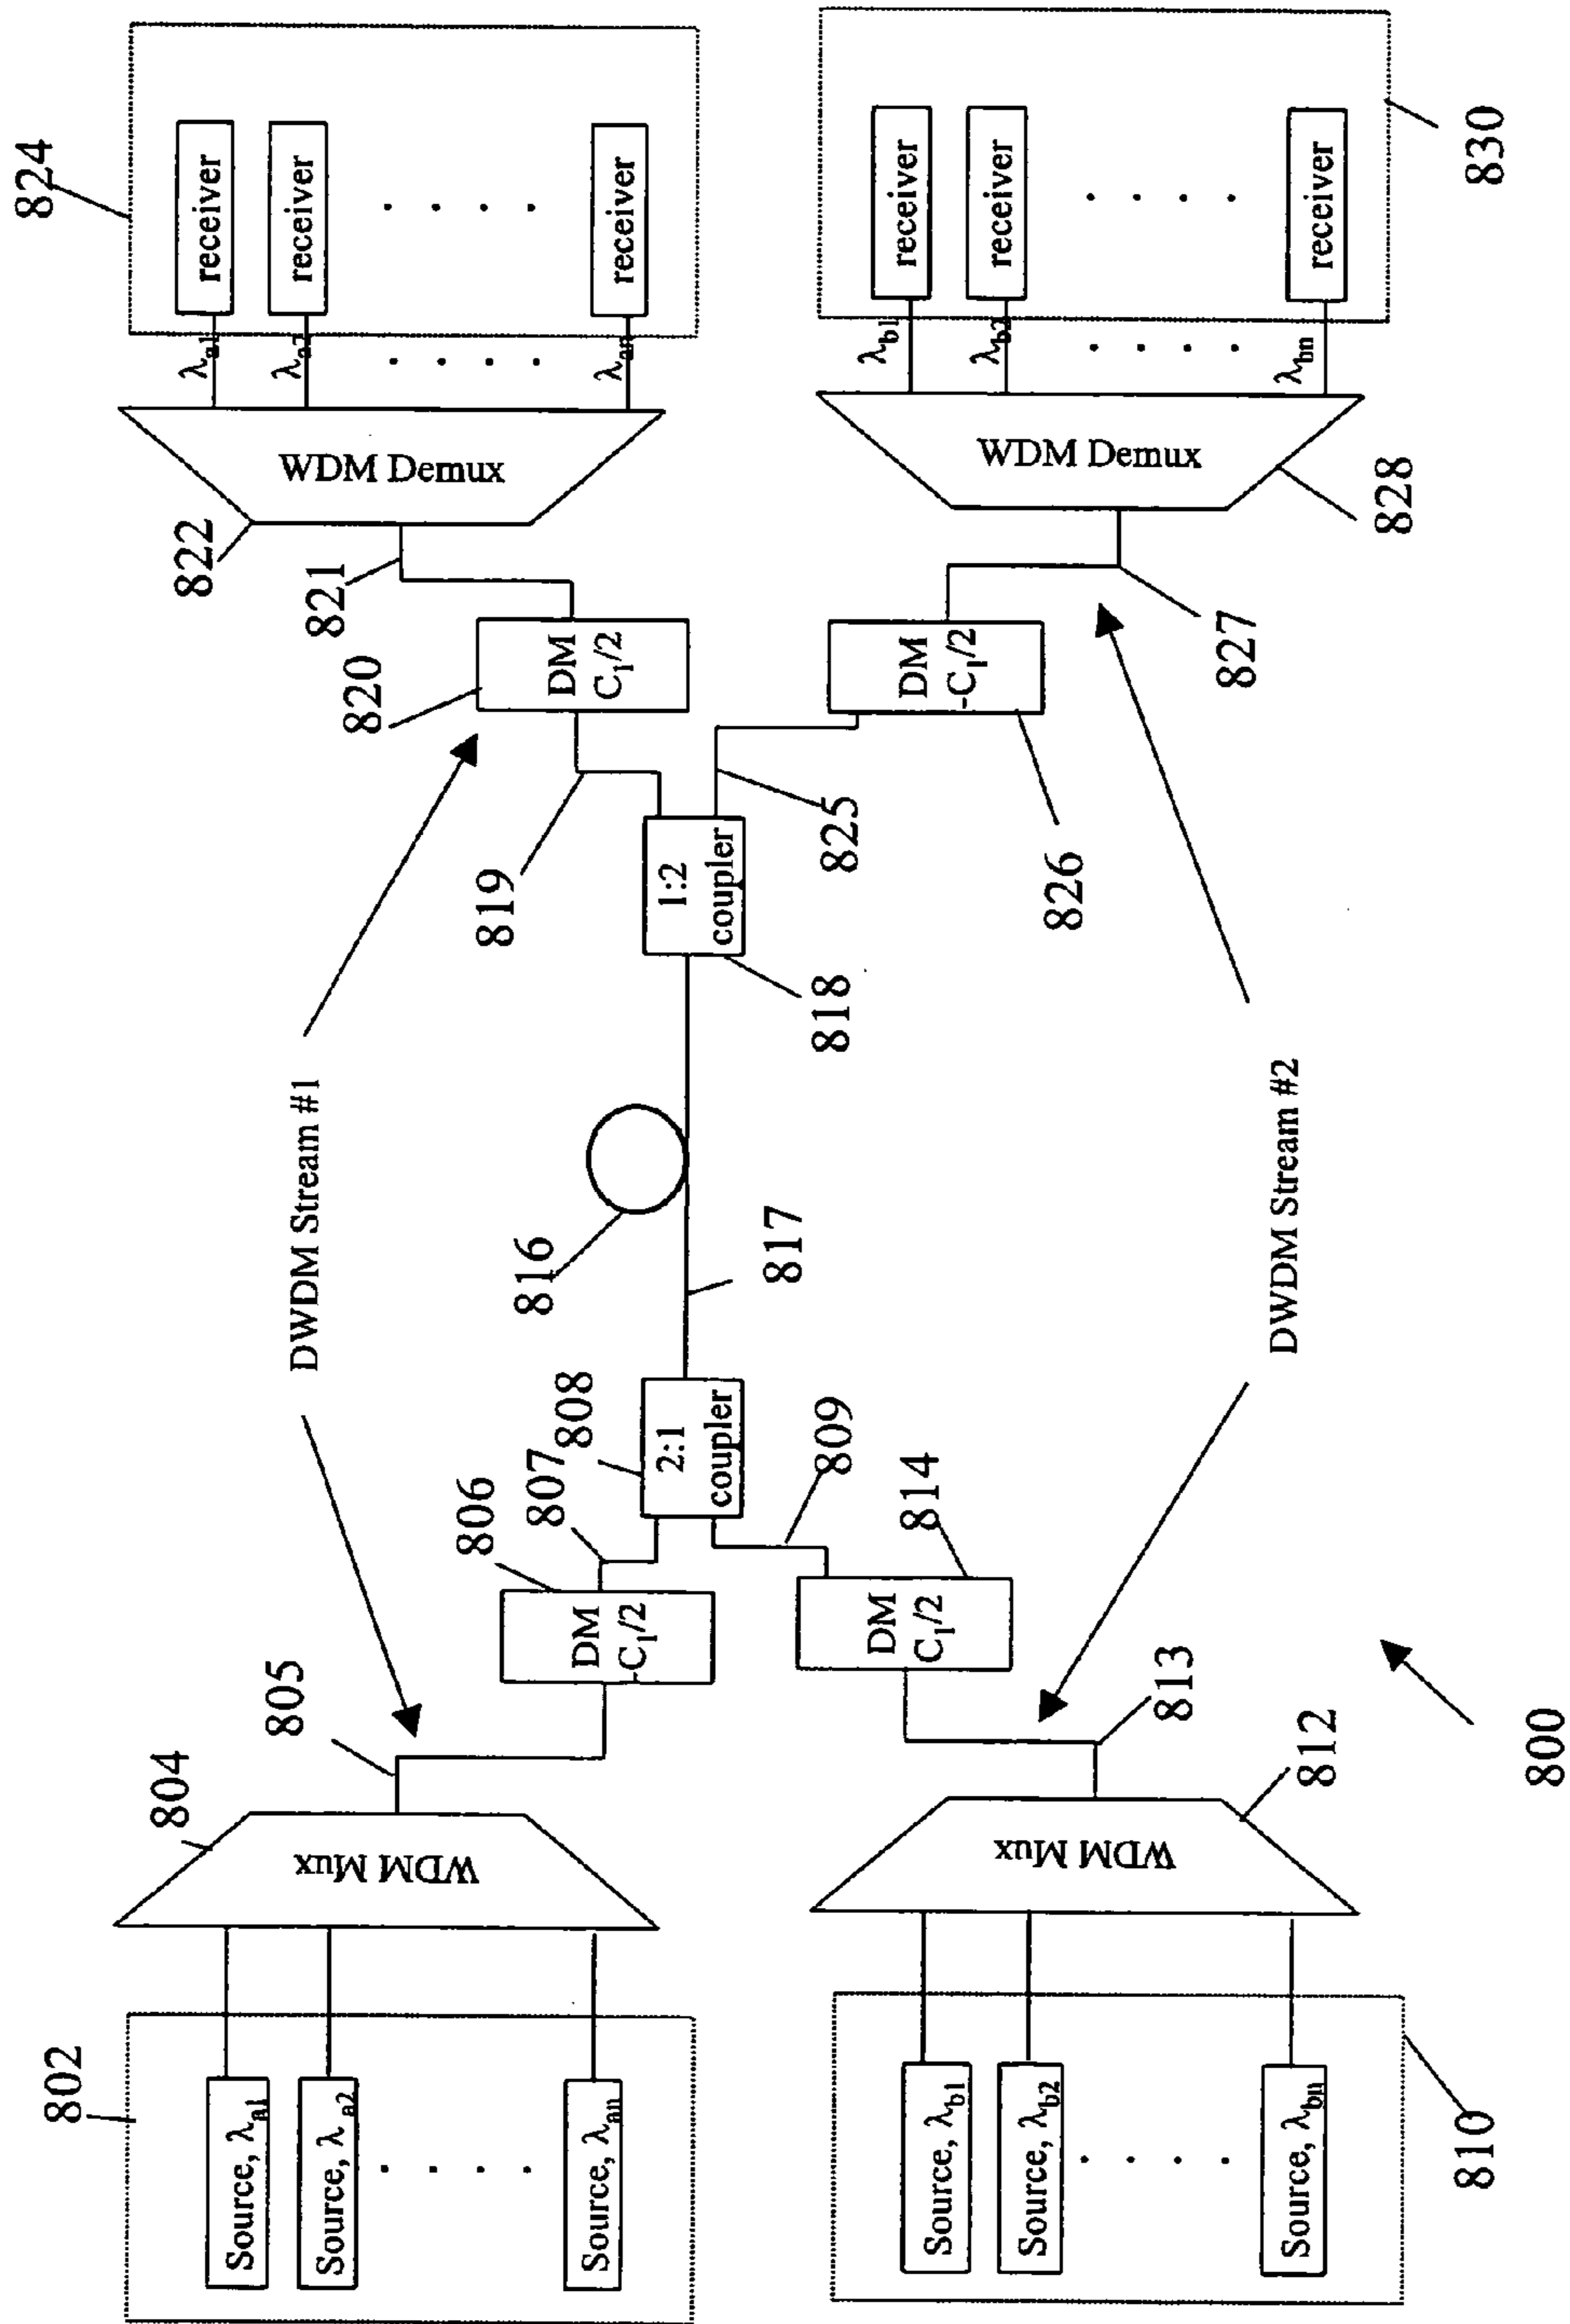 802
Source, λa1
Source, λ a2
. . . .
Source, λan
804
WDM Mux
805
DWDM Stream #1
806
DM
-C1/2
807
808
2:1
coupler
809
810
Source, λb1
Source, λb2
. . . .
Source, λbn
812
WDM Mux
813
814
DM
C1/2
DWDM Stream #2
816
817
818
1:2
coupler
819
820
DM
C1/2
821
822
WDM Demux
λa1
λa2
. . . .
λan
824
receiver
receiver
. . . .
receiver
825
826
DM
-C1/2
827
828
WDM Demux
λb1
λb2
. . . .
λbn
830
receiver
receiver
. . . .
receiver
800